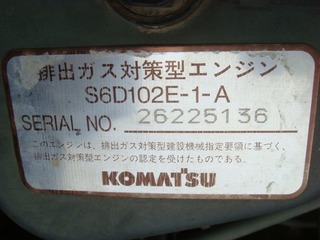 排出ガス対策型エンジン
S6D102E-1-A
SERIAL NO. 26225136
このエンジンは、排出ガス対策型建設機械指定要領に基づく、
排出ガス対策型エンジンの認定を受けたものである。
KOMATSU